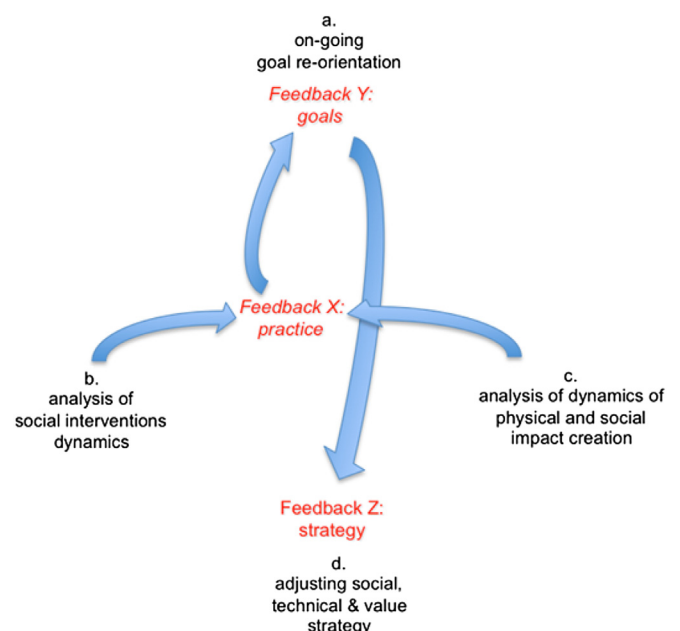 a.
on-going
goal re-orientation
Feedback Y:
goals
Feedback X:
practice
b.
analysis of
social interventions
dynamics
c.
analysis of dynamics of
physical and social
impact creation
Feedback Z:
strategy
d.
adjusting social,
technical & value
strategy